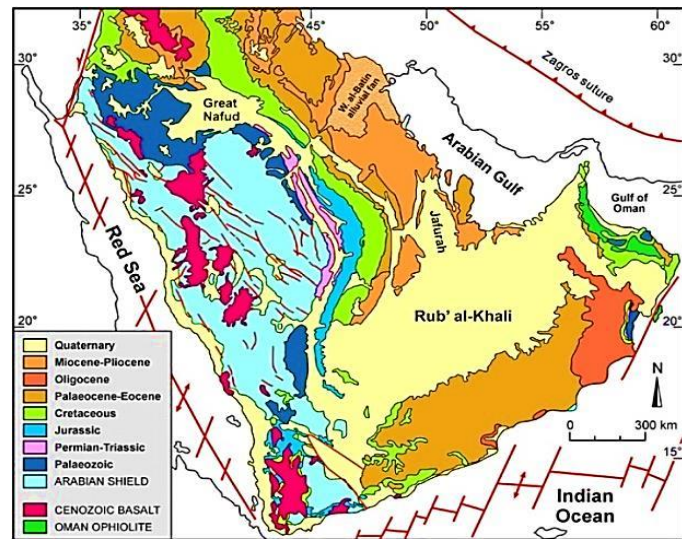 35°
45°
50°
55°
60°
30°
30°
25°
25°
20°
20°
15°
Zagros suture
W. al-Batin
alluvial fan
Great
Nafud
Arabian Gulf
Gulf of
Oman
Jafurah
Red Sea
Rub' al-Khali
N
0 300 km
Indian
Ocean
Quaternary
Miocene-Pliocene
Oligocene
Palaeocene-Eocene
Cretaceous
Jurassic
Permian-Triassic
Palaeozoic
ARABIAN SHIELD
CENOZOIC BASALT
OMAN OPHIOLITE